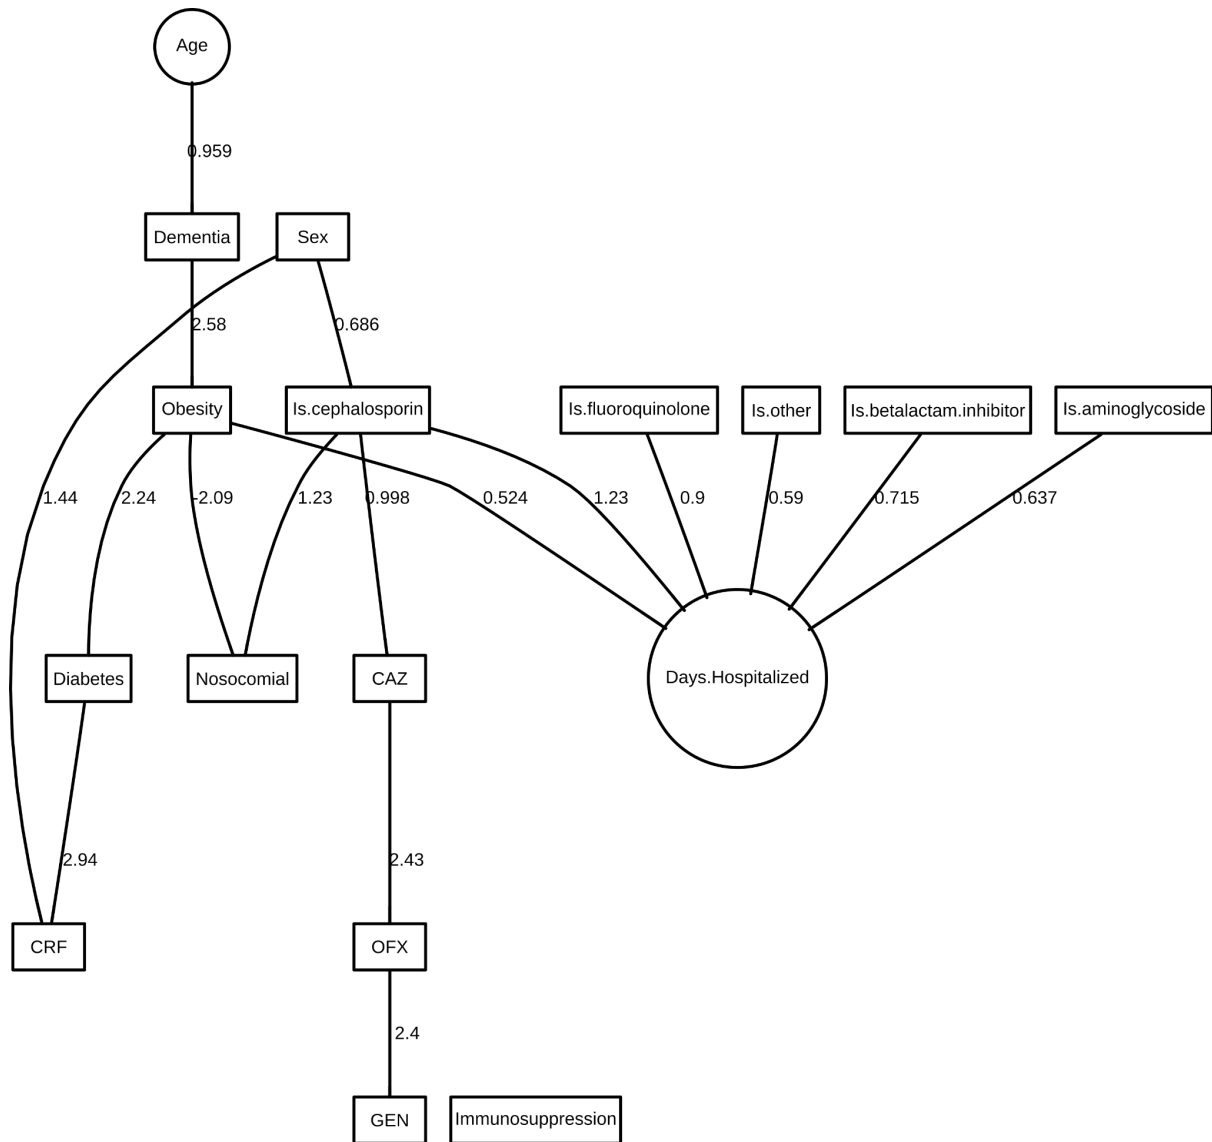 Age
0.959
Dementia
Sex
2.58
0.686
Obesity
Is.cephalosporin
Is.fluoroquinolone
Is.other
Is.betalactam.inhibitor
Is.aminoglycoside
1.44
2.24
-2.09
1.23
0.998
0.524
1.23
0.9
0.59
0.715
0.637
Diabetes
Nosocomial
CAZ
Days.Hospitalized
2.94
2.43
CRF
OFX
2.4
GEN
Immunosuppression